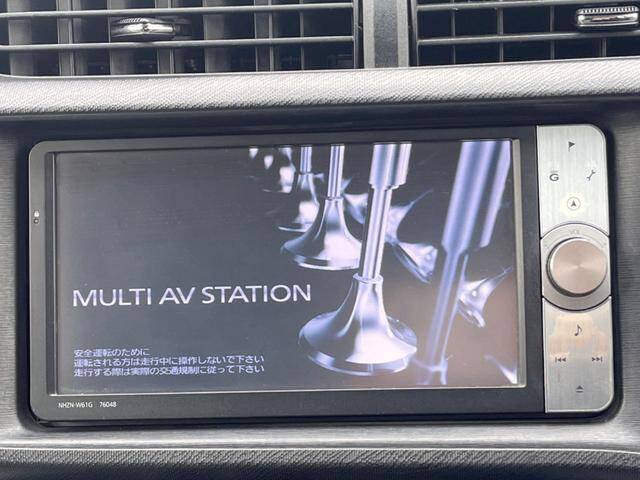 MULTI AV STATION
安全運転のために
運転される方は走行中に操作しないで下さい
走行する際は実際の交通規制に従って下さい
NHZN-W61G 76048
G
VOL